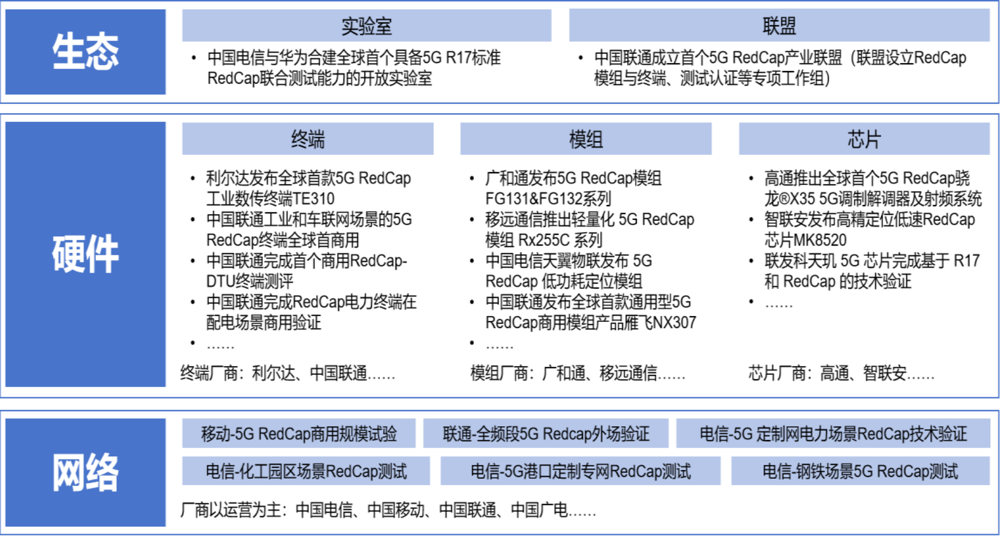 生态
实验室
• 中国电信与华为合建全球首个具备5G R17标准
RedCap联合测试能力的开放实验室
联盟
• 中国联通成立首个5G RedCap产业联盟（联盟设立RedCap
模组与终端、测试认证等专项工作组）
硬件
终端
• 利尔达发布全球首款5G RedCap
工业数传终端TE310
• 中国联通工业和车联网场景的5G
RedCap终端全球首商用
• 中国联通完成首个商用RedCap-
DTU终端测评
• 中国联通完成RedCap电力终端在
配电场景商用验证
• ……
终端厂商：利尔达、中国联通……
模组
• 广和通发布5G RedCap模组
FG131&FG132系列
• 移远通信推出轻量化 5G RedCap
模组 Rx255C 系列
• 中国电信天翼物联发布 5G
RedCap 低功耗定位模组
• 中国联通发布全球首款通用型5G
RedCap商用模组产品雁飞NX307
• ……
模组厂商：广和通、移远通信……
芯片
• 高通推出全球首个5G RedCap骁
龙®X35 5G调制解调器及射频系统
• 智联安发布高精定位低速RedCap
芯片MK8520
• 联发科天玑 5G 芯片完成基于 R17
和 RedCap 的技术验证
• ……
芯片厂商：高通、智联安……
网络
移动-5G RedCap商用规模试验
联通-全频段5G Redcap外场验证
电信-5G 定制网电力场景RedCap技术验证
电信-化工园区场景RedCap测试
电信-5G港口定制专网RedCap测试
电信-钢铁场景5G RedCap测试
厂商以运营为主：中国电信、中国移动、中国联通、中国广电……